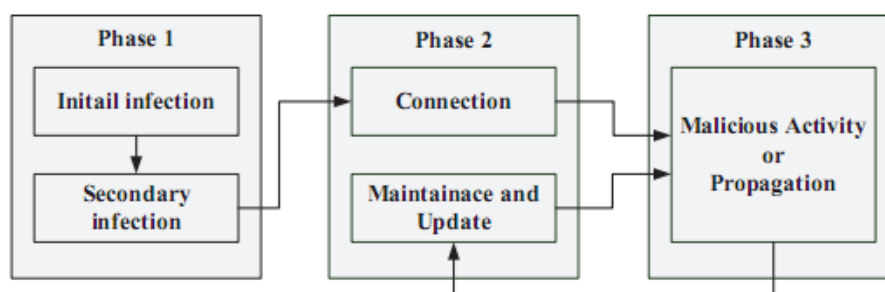 Phase 1
Initail infection
Secondary
infection
Phase 2
Connection
Maintainace and
Update
Phase 3
Malicious Activity
or
Propagation